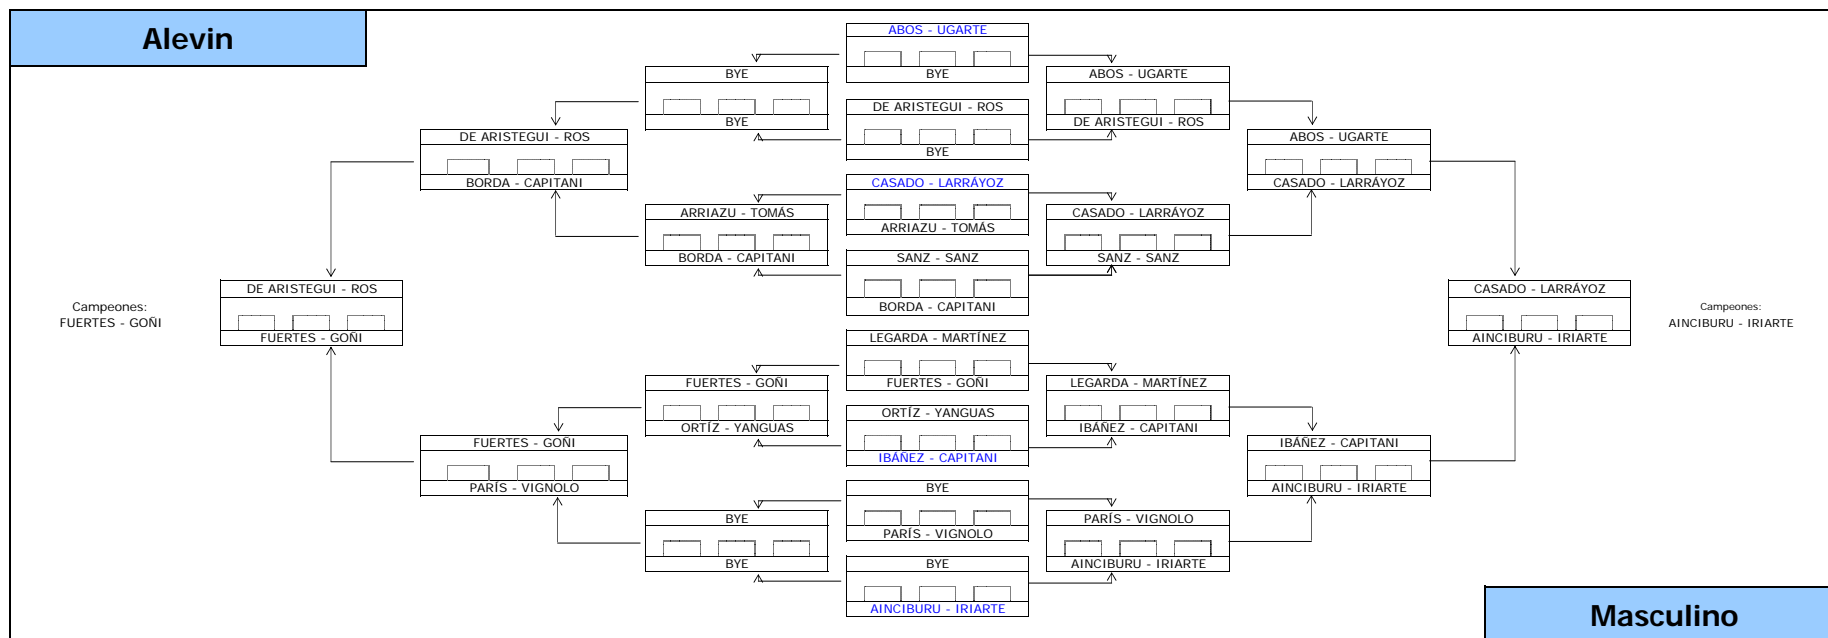 Alevin
ABOS - UGARTE
BYE
DE ARISTEGUI - ROS
BYE
CASADO - LARRÁYOZ
ARRIAZU - TOMÁS
SANZ - SANZ
BORDA - CAPITANI
LEGARDA - MARTÍNEZ
FUERTES - GOÑI
ORTÍZ - YANGUAS
IBÁÑEZ - CAPITANI
BYE
PARÍS - VIGNOLO
BYE
AINCIBURU - IRIARTE
BYE
BYE
ARRIAZU - TOMÁS
BORDA - CAPITANI
FUERTES - GOÑI
ORTÍZ - YANGUAS
BYE
BYE
DE ARISTEGUI - ROS
BORDA - CAPITANI
FUERTES - GOÑI
PARÍS - VIGNOLO
DE ARISTEGUI - ROS
FUERTES - GOÑI
Campeones:
FUERTES - GOÑI
ABOS - UGARTE
DE ARISTEGUI - ROS
CASADO - LARRÁYOZ
SANZ - SANZ
LEGARDA - MARTÍNEZ
IBÁÑEZ - CAPITANI
PARÍS - VIGNOLO
AINCIBURU - IRIARTE
ABOS - UGARTE
CASADO - LARRÁYOZ
IBÁÑEZ - CAPITANI
AINCIBURU - IRIARTE
CASADO - LARRÁYOZ
AINCIBURU - IRIARTE
Campeones:
AINCIBURU - IRIARTE
Masculino